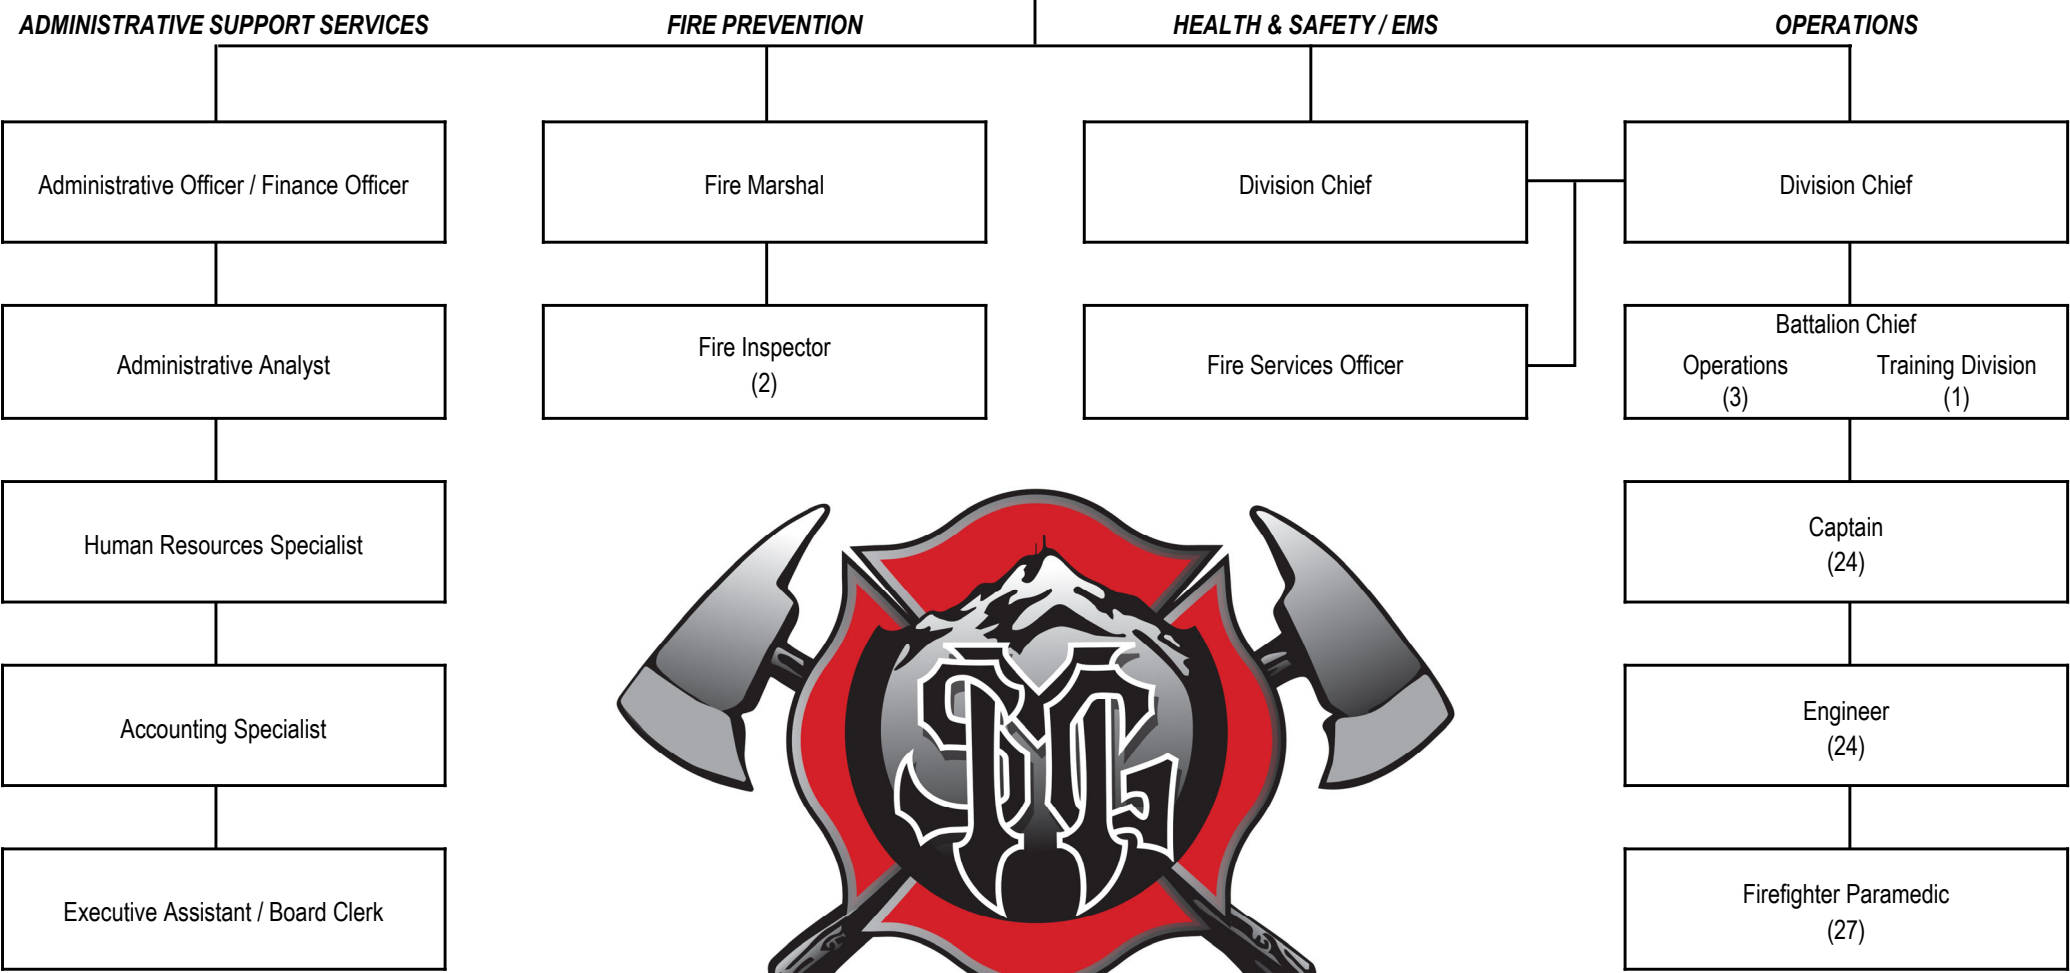 ADMINISTRATIVE SUPPORT SERVICES
FIRE PREVENTION
HEALTH & SAFETY / EMS
OPERATIONS
Administrative Officer / Finance Officer
Fire Marshal
Division Chief
Division Chief
Administrative Analyst
Fire Inspector
(2)
Fire Services Officer
Battalion Chief
Operations
(3)
Training Division
(1)
Human Resources Specialist
Captain
(24)
Accounting Specialist
Engineer
(24)
Executive Assistant / Board Clerk
Firefighter Paramedic
(27)